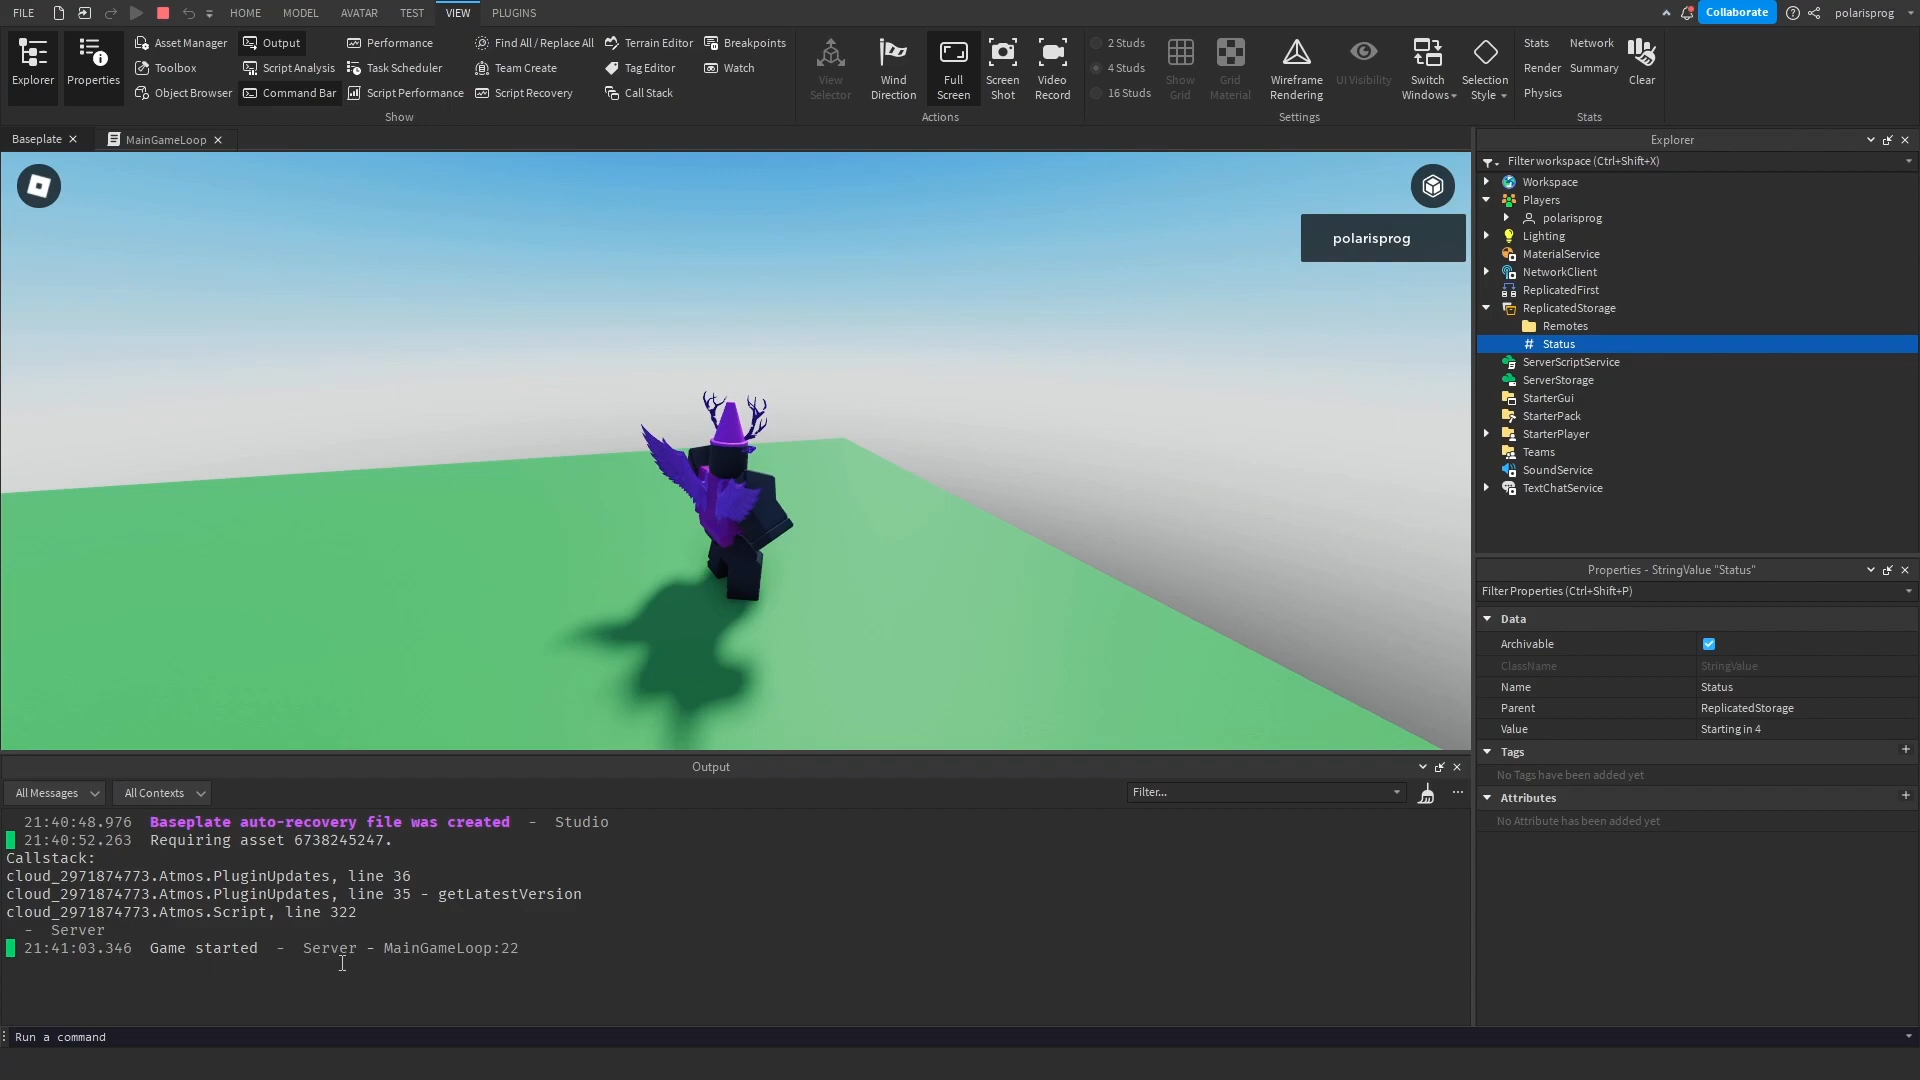 FILE HOME MODEL AVATAR TEST VIEW PLUGINS Collaborate polarisprog
Explorer
Properties
Asset Manager
Toolbox
Object Browser
Output
Script Analysis
Command Bar
Performance
Task Scheduler
Script Performance
Find All / Replace All
Team Create
Script Recovery
Terrain Editor
Tag Editor
Call Stack
Breakpoints
Watch
Show
View
Selector
Wind
Direction
Full
Screen
Screen
Shot
Video
Record
Actions
2 Studs
4 Studs
16 Studs
Show
Grid
Grid
Material
Wireframe
Rendering
UI Visibility
Switch
Windows
Selection
Style
Settings
Stats
Render
Physics
Network
Summary
Clear
Stats
Baseplate
MainGameLoop
polarisprog
Explorer
Filter workspace (Ctrl+Shift+X)
Workspace
Players
polarisprog
Lighting
MaterialService
NetworkClient
ReplicatedFirst
ReplicatedStorage
Remotes
# Status
ServerScriptService
ServerStorage
StarterGui
StarterPack
StarterPlayer
Teams
SoundService
TextChatService
Properties - StringValue "Status"
Filter Properties (Ctrl+Shift+P)
Data
Archivable
ClassName StringValue
Name Status
Parent ReplicatedStorage
Value Starting in 4
Tags +
No Tags have been added yet
Attributes +
No Attribute has been added yet
Output
All Messages All Contexts Filter...
21:40:48.976 Baseplate auto-recovery file was created - Studio
21:40:52.263 Requiring asset 6738245247.
Callstack:
cloud_2971874773.Atmos.PluginUpdates, line 36
cloud_2971874773.Atmos.PluginUpdates, line 35 - getLatestVersion
cloud_2971874773.Atmos.Script, line 322
- Server
21:41:03.346 Game started - Server - MainGameLoop:22
Run a command